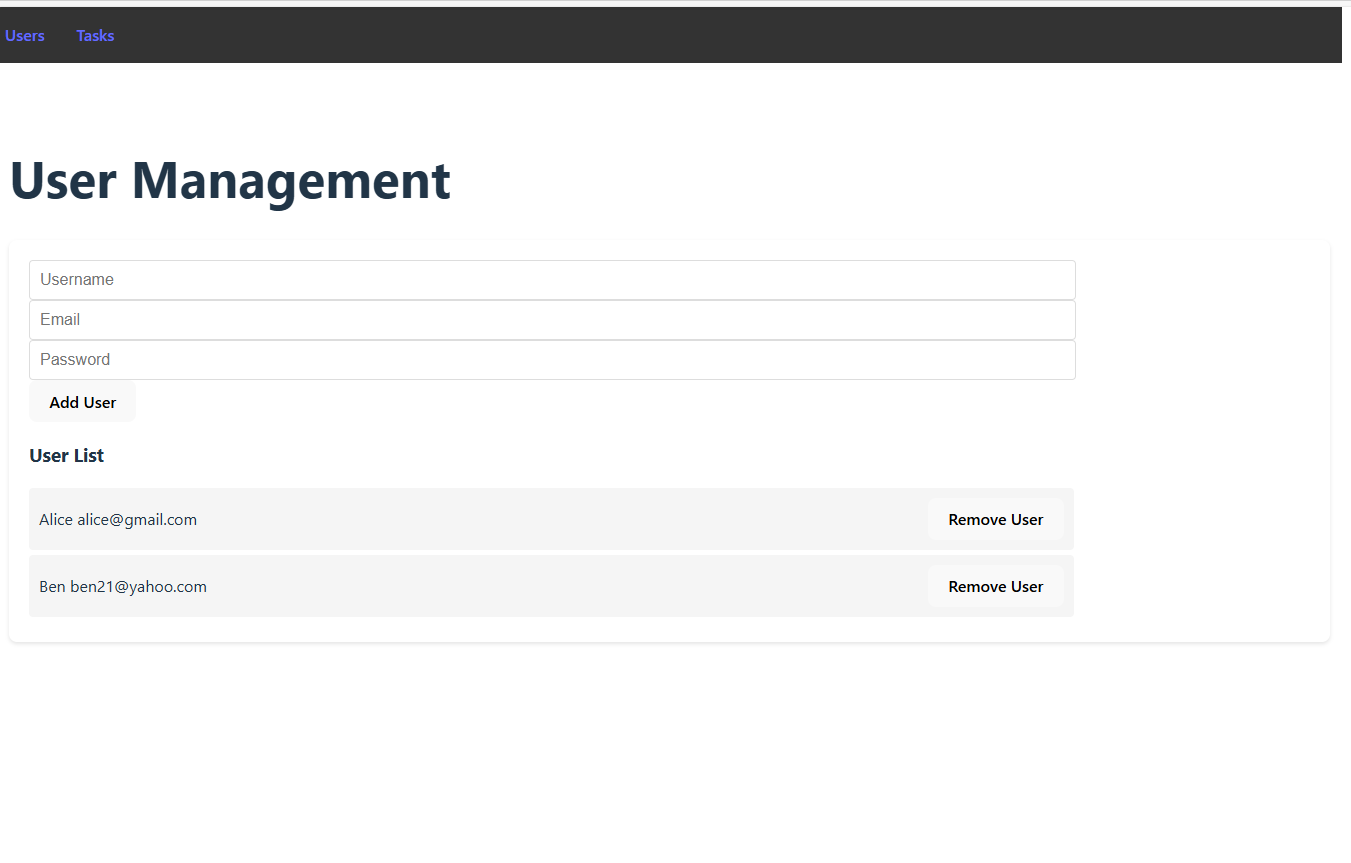 Users Tasks
User Management
Username
Email
Password
Add User
User List
Alice alice@gmail.com Remove User
Ben ben21@yahoo.com Remove User